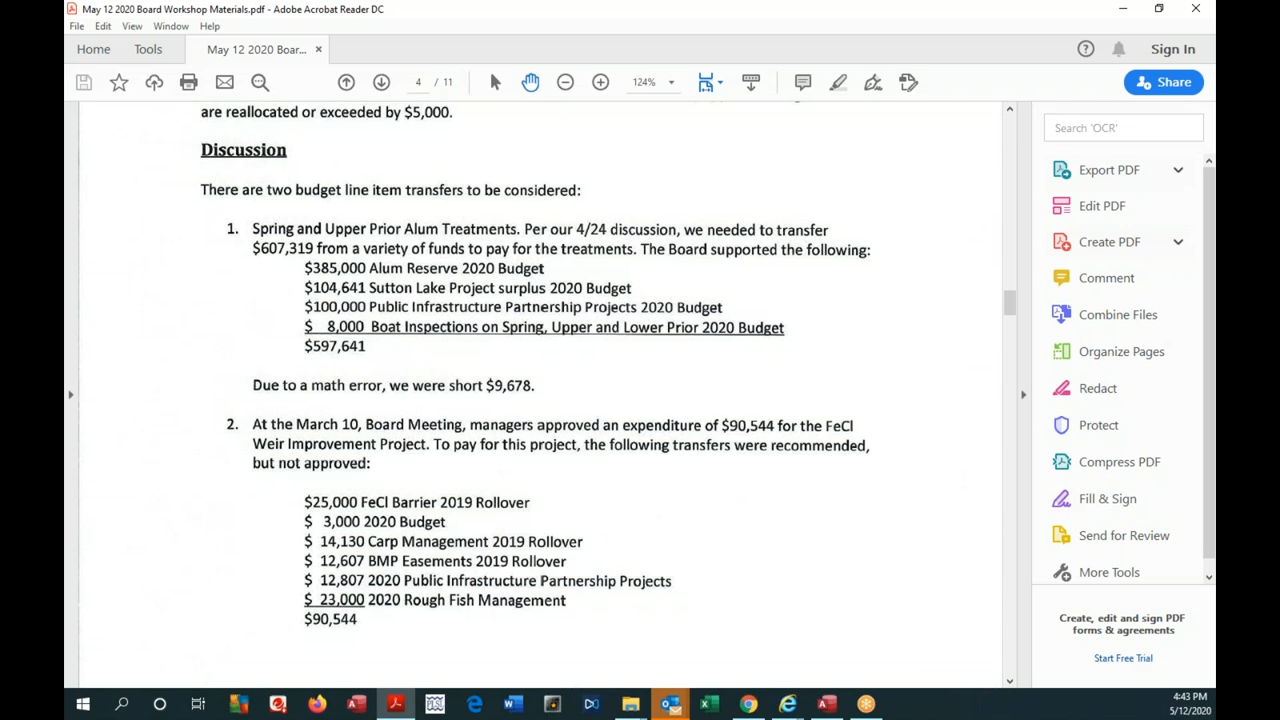 May 12 2020 Board Workshop Materials.pdf - Adobe Acrobat Reader DC
File Edit View Window Help
Home Tools May 12 2020 Boar... × Sign In
4 / 11 124% Share
are reallocated or exceeded by $5,000.
Discussion
There are two budget line item transfers to be considered:
1. Spring and Upper Prior Alum Treatments. Per our 4/24 discussion, we needed to transfer
$607,319 from a variety of funds to pay for the treatments. The Board supported the following:
$385,000 Alum Reserve 2020 Budget
$104,641 Sutton Lake Project surplus 2020 Budget
$100,000 Public Infrastructure Partnership Projects 2020 Budget
$ 8,000 Boat Inspections on Spring, Upper and Lower Prior 2020 Budget
$597,641
Due to a math error, we were short $9,678.
2. At the March 10, Board Meeting, managers approved an expenditure of $90,544 for the FeCl
Weir Improvement Project. To pay for this project, the following transfers were recommended,
but not approved:
$25,000 FeCl Barrier 2019 Rollover
$ 3,000 2020 Budget
$ 14,130 Carp Management 2019 Rollover
$ 12,607 BMP Easements 2019 Rollover
$ 12,807 2020 Public Infrastructure Partnership Projects
$ 23,000 2020 Rough Fish Management
$90,544
Search 'OCR'
Export PDF
Edit PDF
Create PDF
Comment
Combine Files
Organize Pages
Redact
Protect
Compress PDF
Fill & Sign
Send for Review
More Tools
Create, edit and sign PDF
forms & agreements
Start Free Trial
4:43 PM
5/12/2020